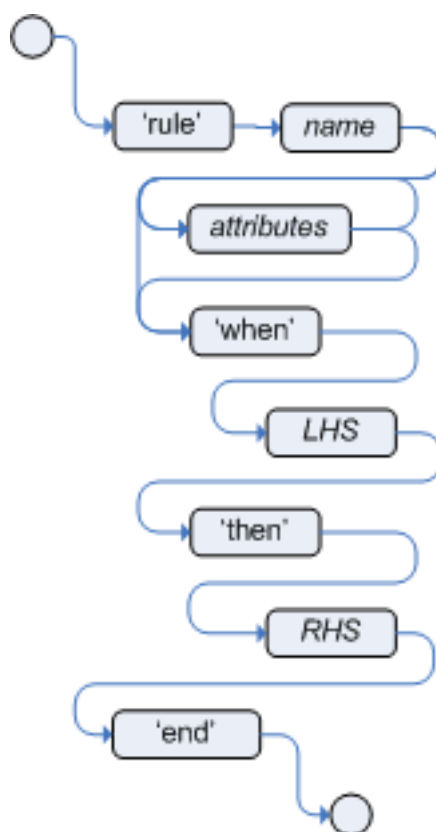 'rule' name
attributes
'when'
LHS
'then'
RHS
'end'